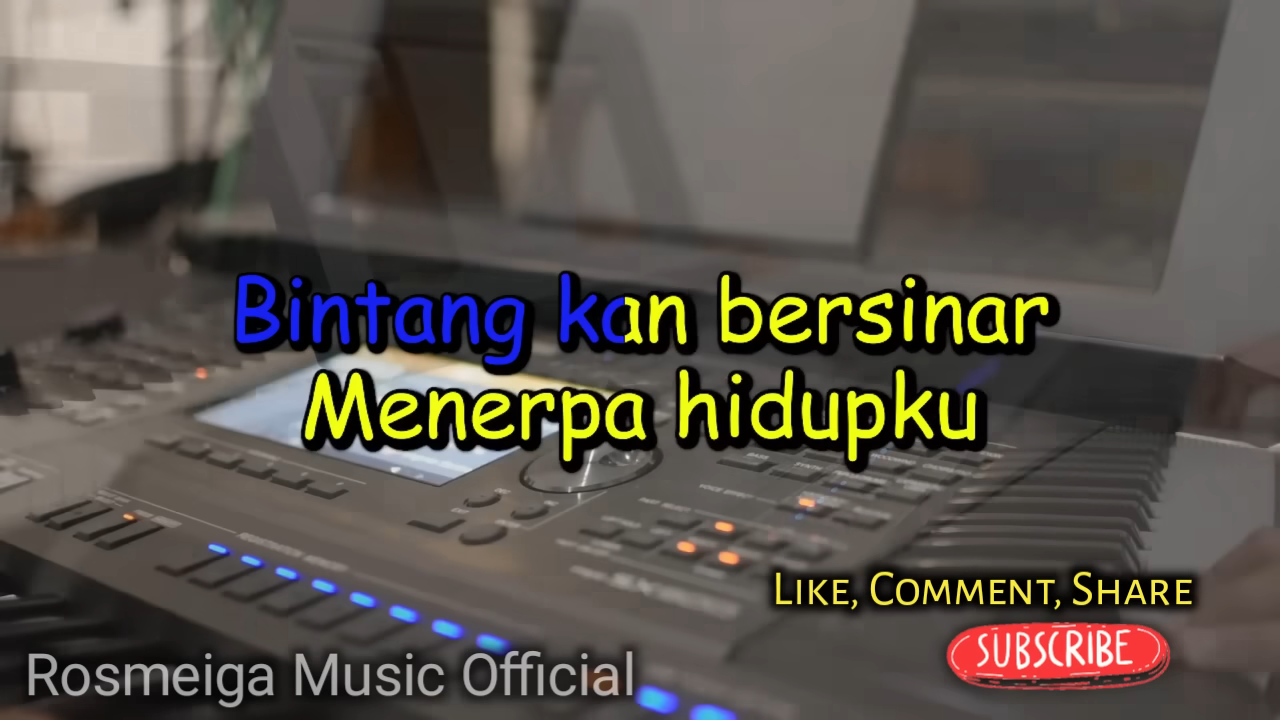 Bintang kan bersinar
Menerpa hidupku
LIKE, COMMENT, SHARE
SUBSCRIBE
Rosmeiga Music Official